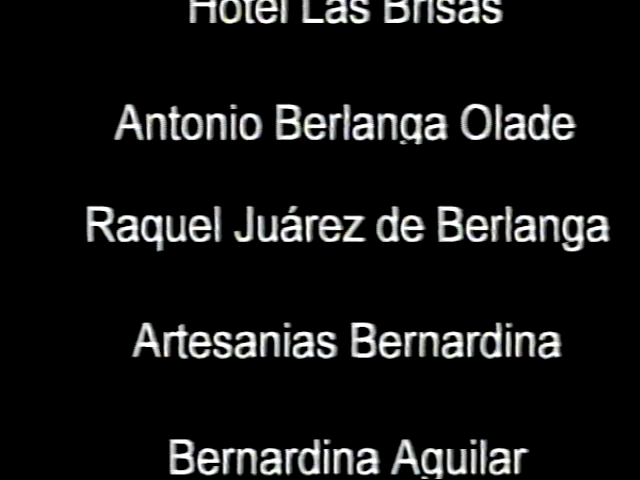 Hotel Las Brisas
Antonio Berlanga Olade
Raquel Juárez de Berlanga
Artesanias Bernardina
Bernardina Aguilar